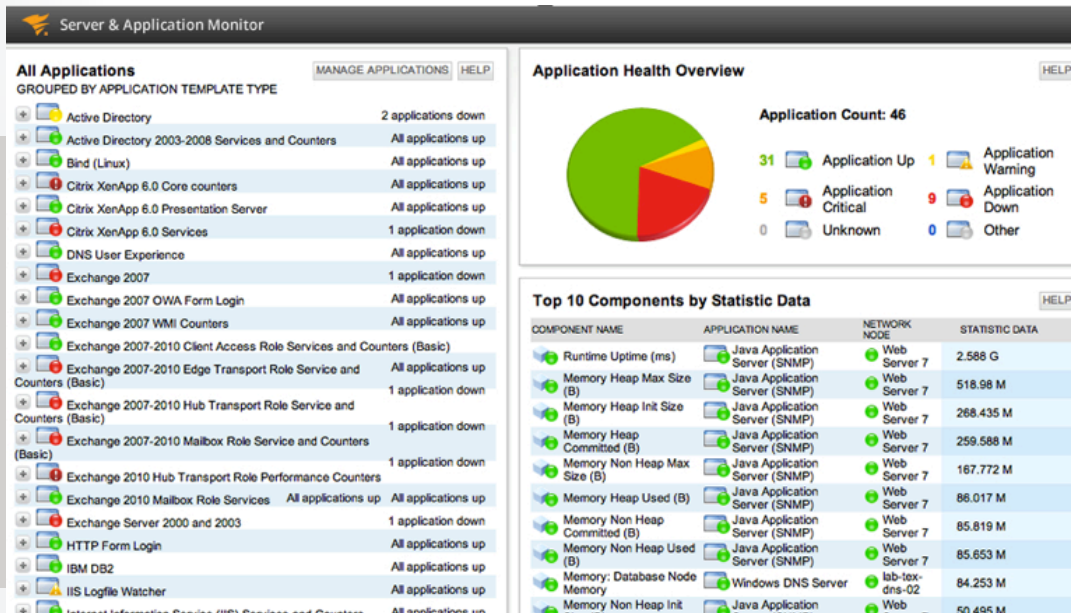 Server & Application Monitor
All Applications
MANAGE APPLICATIONS
HELP
GROUPED BY APPLICATION TEMPLATE TYPE
Active Directory 2 applications down
Active Directory 2003-2008 Services and Counters All applications up
Bind (Linux) All applications up
Citrix XenApp 6.0 Core counters All applications up
Citrix XenApp 6.0 Presentation Server All applications up
Citrix XenApp 6.0 Services 1 application down
DNS User Experience All applications up
Exchange 2007 1 application down
Exchange 2007 OWA Form Login All applications up
Exchange 2007 WMI Counters All applications up
Exchange 2007-2010 Client Access Role Services and Counters (Basic)
All applications up
Exchange 2007-2010 Edge Transport Role Service and
Counters (Basic)
1 application down
Exchange 2007-2010 Hub Transport Role Service and
Counters (Basic)
1 application down
Exchange 2007-2010 Mailbox Role Service and Counters
(Basic)
1 application down
Exchange 2010 Hub Transport Role Performance Counters
Exchange 2010 Mailbox Role Services All applications up All applications up
Exchange Server 2000 and 2003 1 application down
HTTP Form Login All applications up
IBM DB2 All applications up
IIS Logfile Watcher All applications up
Internet Information Service (IIS) Services and Counters All applications up
Application Health Overview
HELP
Application Count: 46
31 Application Up
1 Application
Warning
5 Application
Critical
9 Application
Down
0 Unknown
0 Other
Top 10 Components by Statistic Data
HELP
COMPONENT NAME APPLICATION NAME NETWORK
NODE STATISTIC DATA
Runtime Uptime (ms) Java Application
Server (SNMP) Web
Server 7 2.588 G
Memory Heap Max Size
(B) Java Application
Server (SNMP) Web
Server 7 518.98 M
Memory Heap Init Size
(B) Java Application
Server (SNMP) Web
Server 7 268.435 M
Memory Heap
Committed (B) Java Application
Server (SNMP) Web
Server 7 259.588 M
Memory Non Heap Max
Size (B) Java Application
Server (SNMP) Web
Server 7 167.772 M
Memory Heap Used (B) Java Application
Server (SNMP) Web
Server 7 86.017 M
Memory Non Heap
Committed (B) Java Application
Server (SNMP) Web
Server 7 85.819 M
Memory Non Heap Used
(B) Java Application
Server (SNMP) Web
Server 7 85.653 M
Memory: Database Node
Memory Windows DNS Server lab-tex-
dns-02 84.253 M
Memory Non Heap Init Java Application
Web
50.495 M